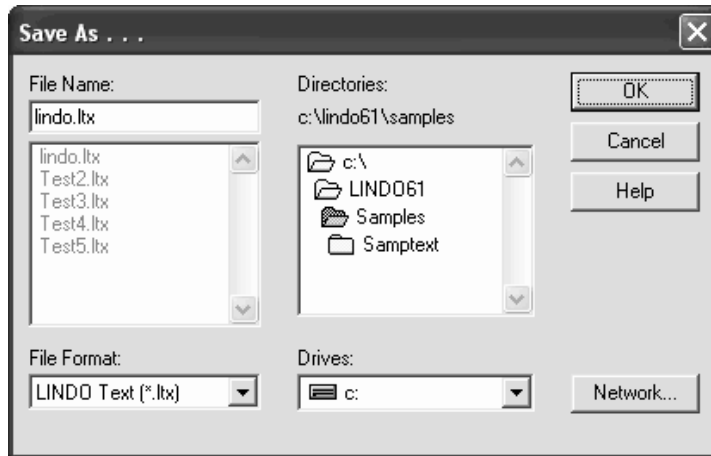 Save As . . .
File Name:
lindo.ltx
lindo.ltx
Test2.ltx
Test3.ltx
Test4.ltx
Test5.ltx
File Format:
LINDO Text (*.ltx)
Directories:
c:\lindo61\samples
c:\
LINDO61
Samples
Samptext
Drives:
c:
OK
Cancel
Help
Network...